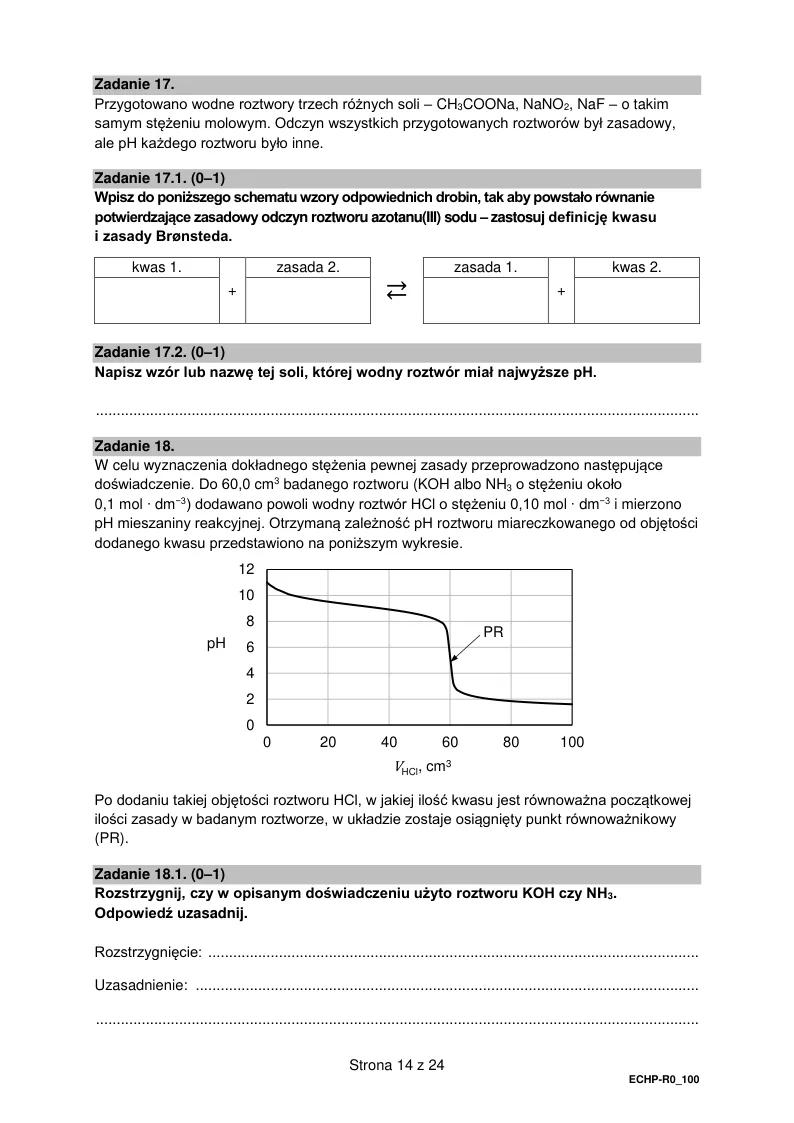 Zadanie 17.
Przygotowano wodne roztwory trzech różnych soli – CH₃COONa, NaNO₂, NaF – o takim
samym stężeniu molowym. Odczyn wszystkich przygotowanych roztworów był zasadowy,
ale pH każdego roztworu było inne.
Zadanie 17.1. (0–1)
Wpisz do poniższego schematu wzory odpowiednich drobin, tak aby powstało równanie
potwierdzające zasadowy odczyn roztworu azotanu(III) sodu – zastosuj definicję kwasu
i zasady Brønsteda.
kwas 1. + zasada 2. ⇄ zasada 1. + kwas 2.
Zadanie 17.2. (0–1)
Napisz wzór lub nazwę tej soli, której wodny roztwór miał najwyższe pH.
Zadanie 18.
W celu wyznaczenia dokładnego stężenia pewnej zasady przeprowadzono następujące
doświadczenie. Do 60,0 cm³ badanego roztworu (KOH albo NH₃ o stężeniu około
0,1 mol · dm⁻³) dodawano powoli wodny roztwór HCl o stężeniu 0,10 mol · dm⁻³ i mierzono
pH mieszaniny reakcyjnej. Otrzymaną zależność pH roztworu miareczkowanego od objętości
dodanego kwasu przedstawiono na poniższym wykresie.
12
10
8
PR
pH
6
4
2
0
0 20 40 60 80 100
V_HCl, cm³
Po dodaniu takiej objętości roztworu HCl, w jakiej ilość kwasu jest równoważna początkowej
ilości zasady w badanym roztworze, w układzie zostaje osiągnięty punkt równoważnikowy
(PR).
Zadanie 18.1. (0–1)
Rozstrzygnij, czy w opisanym doświadczeniu użyto roztworu KOH czy NH₃.
Odpowiedź uzasadnij.
Rozstrzygnięcie: ....................
Uzasadnienie: ....................
Strona 14 z 24
ECHP-R0_100